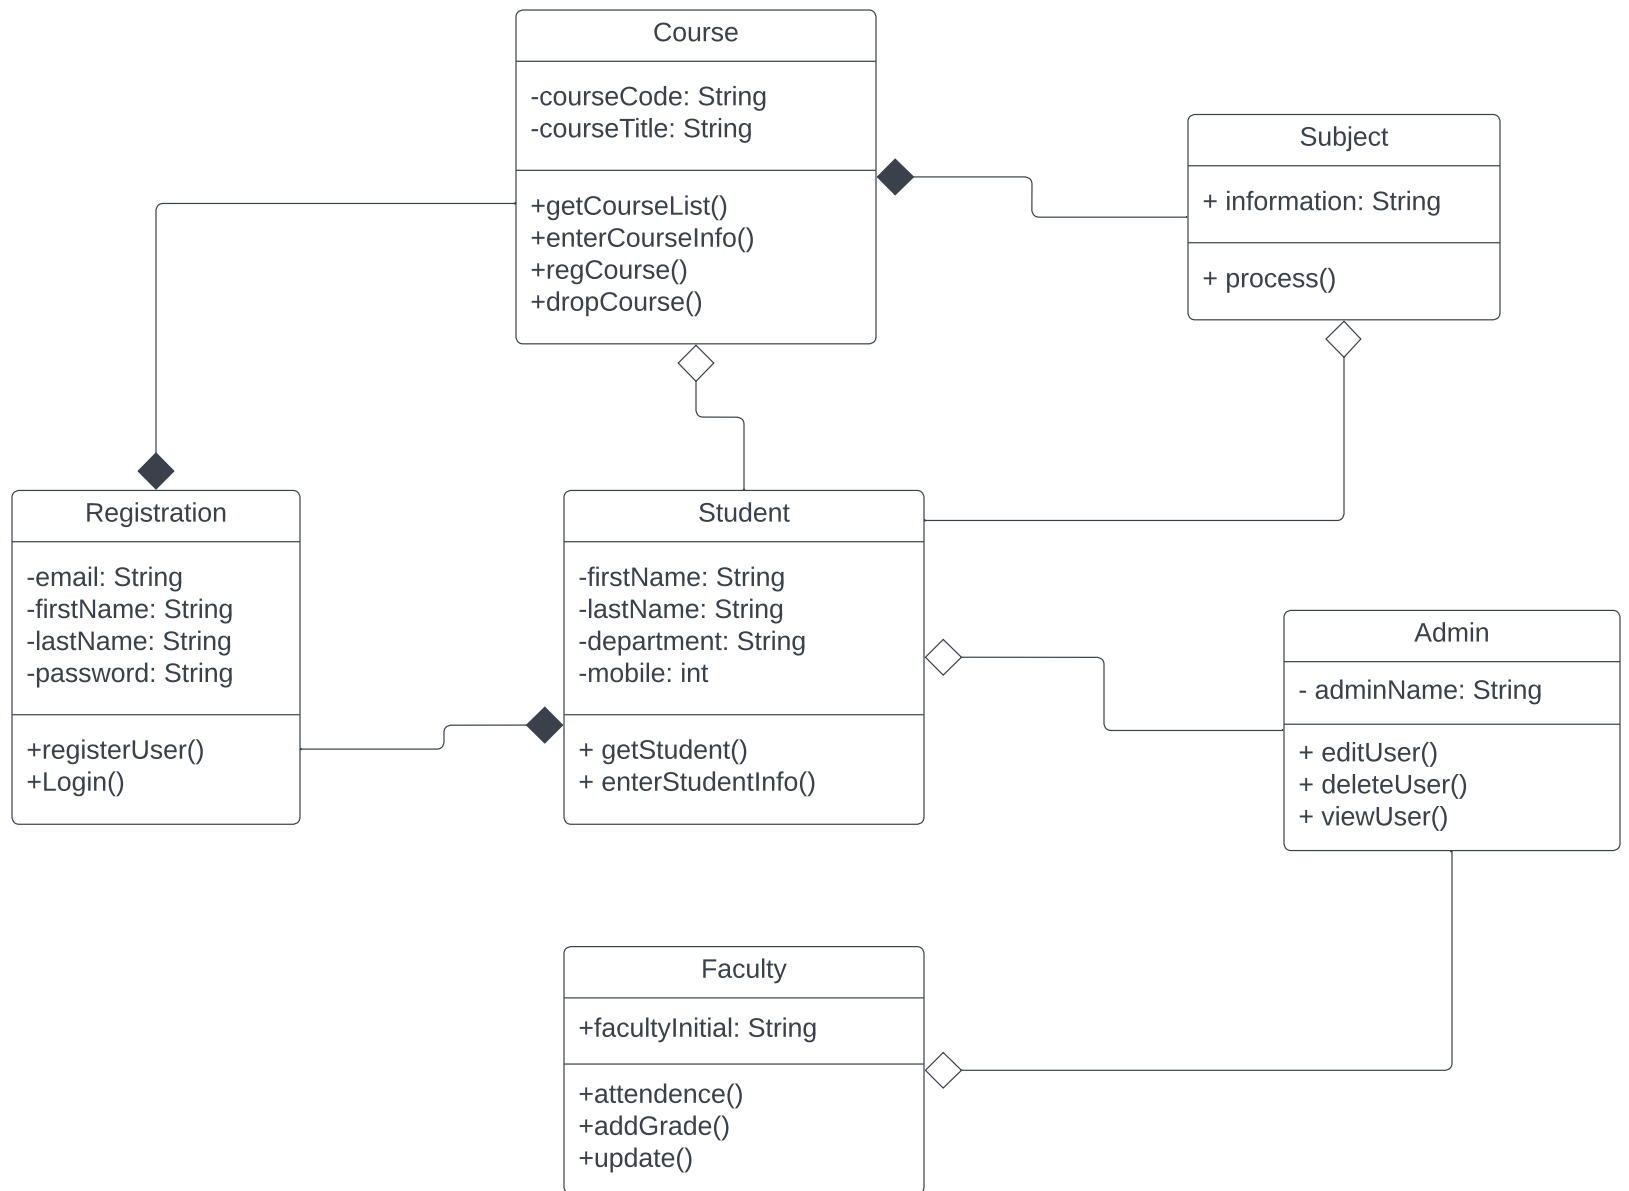 Course
-courseCode: String
-courseTitle: String
+getCourseList()
+enterCourseInfo()
+regCourse()
+dropCourse()
Subject
+ information: String
+ process()
Registration
-email: String
-firstName: String
-lastName: String
-password: String
+registerUser()
+Login()
Student
-firstName: String
-lastName: String
-department: String
-mobile: int
+ getStudent()
+ enterStudentInfo()
Admin
- adminName: String
+ editUser()
+ deleteUser()
+ viewUser()
Faculty
+facultyInitial: String
+attendence()
+addGrade()
+update()